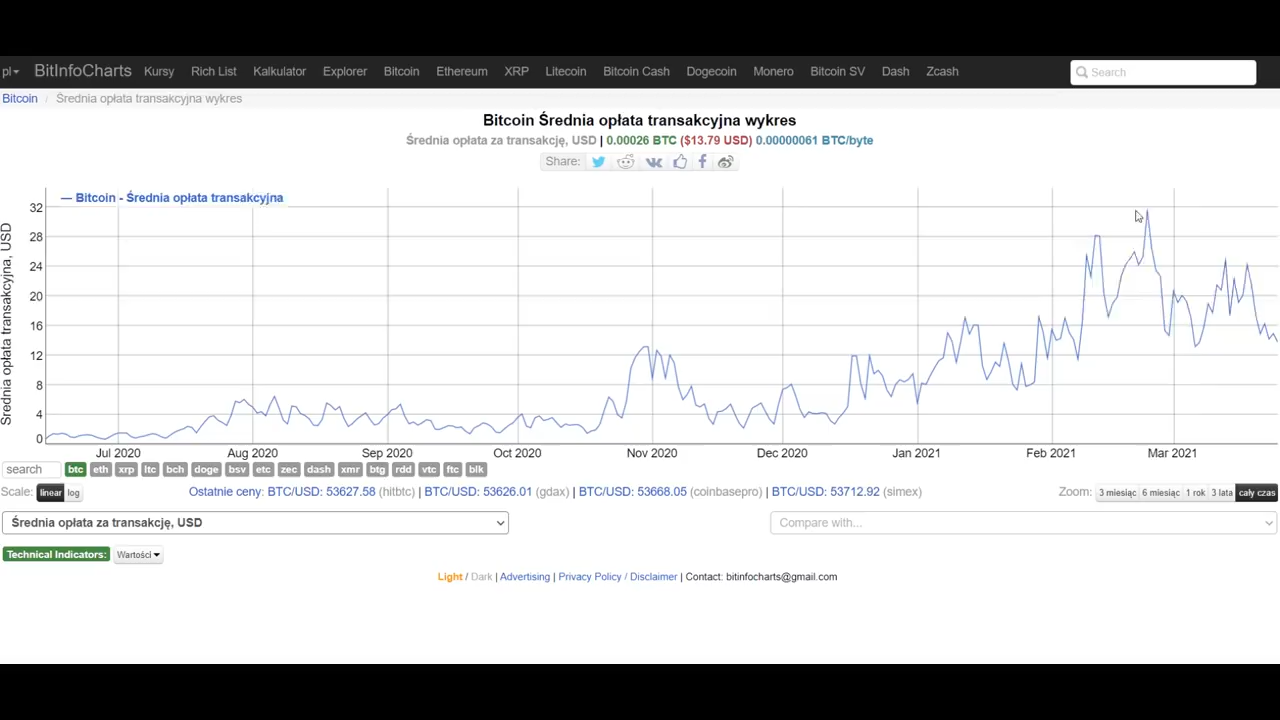 pl BitInfoCharts Kursy Rich List Kalkulator Explorer Bitcoin Ethereum XRP Litecoin Bitcoin Cash Dogecoin Monero Bitcoin SV Dash Zcash Search
Bitcoin / Średnia opłata transakcyjna wykres
Bitcoin Średnia opłata transakcyjna wykres
Średnia opłata za transakcję, USD | 0.00026 BTC ($13.79 USD) 0.00000061 BTC/byte
Share:
— Bitcoin - Średnia opłata transakcyjna
Średnia opłata transakcyjna, USD
32
28
24
20
16
12
8
4
0
Jul 2020 Aug 2020 Sep 2020 Oct 2020 Nov 2020 Dec 2020 Jan 2021 Feb 2021 Mar 2021
search btc eth xrp ltc bch doge bsv etc zec dash xmr btg rdd vtc ftc blk
Scale: linear log Ostatnie ceny: BTC/USD: 53627.58 (hitbtc) | BTC/USD: 53626.01 (gdax) | BTC/USD: 53668.05 (coinbasepro) | BTC/USD: 53712.92 (simex) Zoom: 3 miesiąc 6 miesiąc 1 rok 3 lata cały czas
Średnia opłata za transakcję, USD Compare with...
Technical Indicators: Wartości
Light / Dark | Advertising | Privacy Policy / Disclaimer | Contact: bitinfocharts@gmail.com